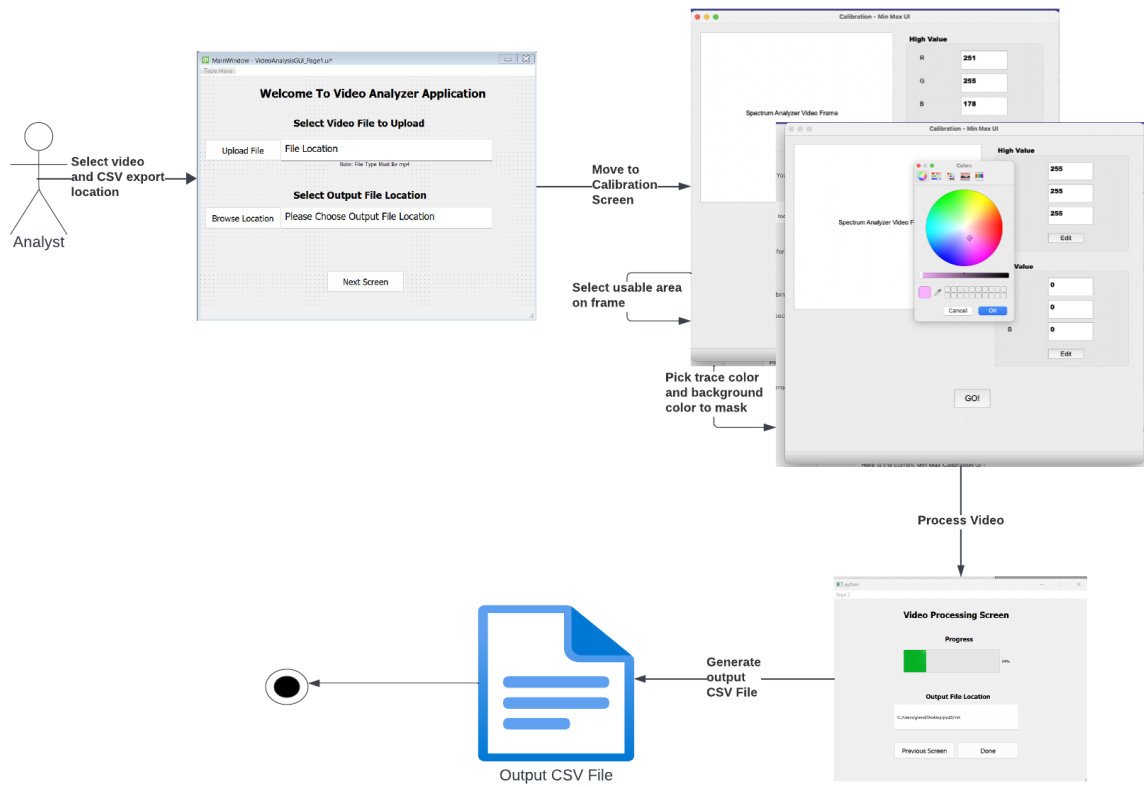 Analyst
Select video
and CSV export
location
MainWindow - VideoAnalysisGUI_Page1.ui*
Type Here
Welcome To Video Analyzer Application
Select Video File to Upload
Upload File
File Location
Note: File Type Must Be mp4
Select Output File Location
Browse Location
Please Choose Output File Location
Next Screen
Move to
Calibration
Screen
Select usable area
on frame
Pick trace color
and background
color to mask
Calibration - Min Max UI
High Value
R
251
G
255
B
178
Spectrum Analyzer Video Frame
Calibration - Min Max UI
High Value
255
255
255
Edit
Spectrum Analyzer Video F
Colors
Cancel
OK
Value
0
0
B
0
Edit
GO!
Here is the current Min Max Calibration UI -
Process Video
python
Page 3
Video Processing Screen
Progress
24%
Output File Location
Previous Screen
Done
Generate
output
CSV File
Output CSV File